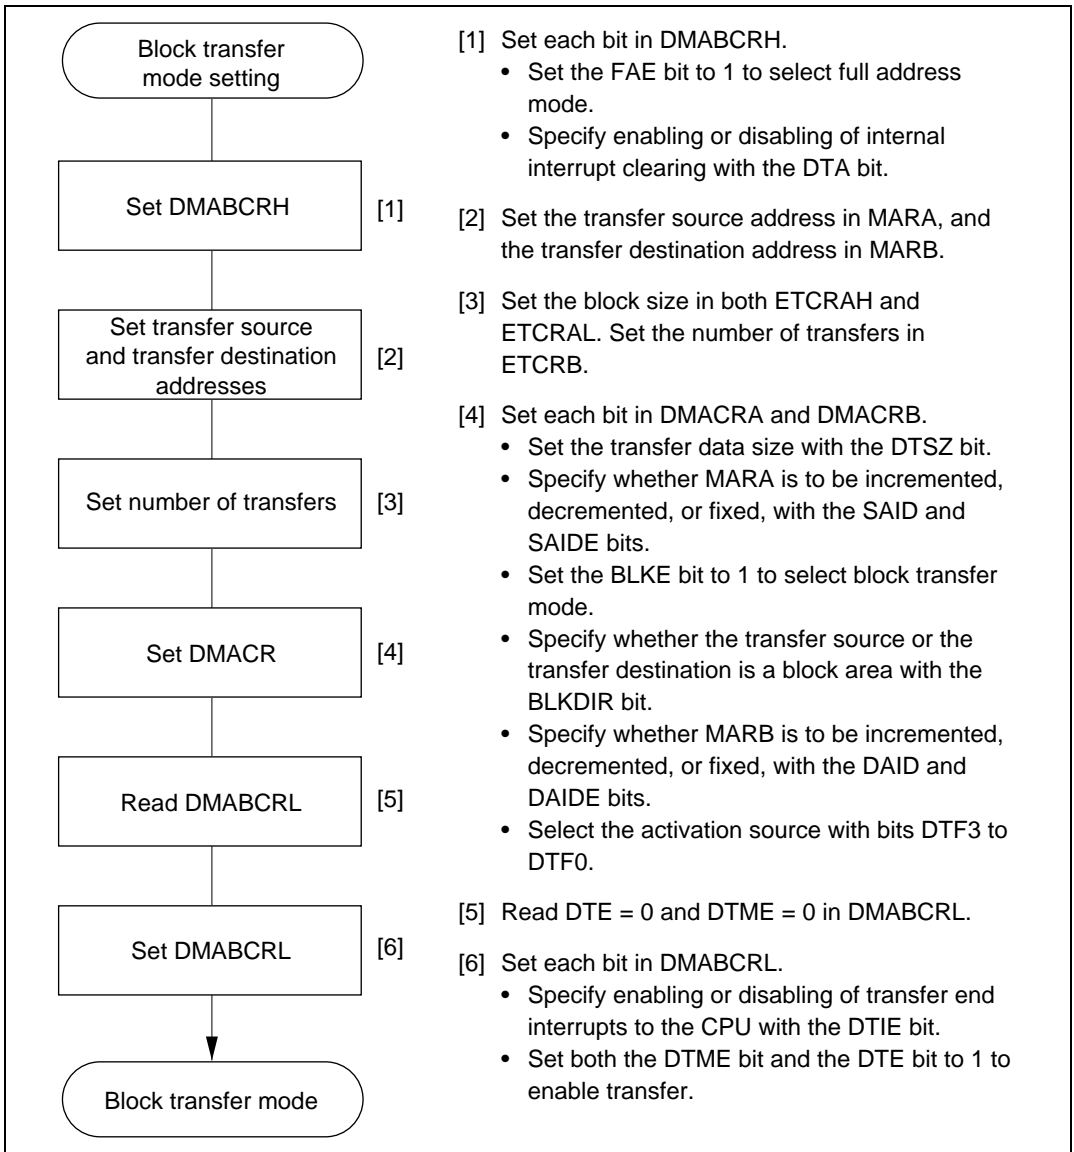 Block transfer
mode setting
Set DMABCRH [1]
Set transfer source
and transfer destination
addresses
[2]
Set number of transfers [3]
Set DMACR [4]
Read DMABCRL [5]
Set DMABCRL [6]
Block transfer mode
[1] Set each bit in DMABCRH.
• Set the FAE bit to 1 to select full address
mode.
• Specify enabling or disabling of internal
interrupt clearing with the DTA bit.
[2] Set the transfer source address in MARA, and
the transfer destination address in MARB.
[3] Set the block size in both ETCRAH and
ETCRAL. Set the number of transfers in
ETCRB.
[4] Set each bit in DMACRA and DMACRB.
• Set the transfer data size with the DTSZ bit.
• Specify whether MARA is to be incremented,
decremented, or fixed, with the SAID and
SAIDE bits.
• Set the BLKE bit to 1 to select block transfer
mode.
• Specify whether the transfer source or the
transfer destination is a block area with the
BLKDIR bit.
• Specify whether MARB is to be incremented,
decremented, or fixed, with the DAID and
DAIDE bits.
• Select the activation source with bits DTF3 to
DTF0.
[5] Read DTE = 0 and DTME = 0 in DMABCRL.
[6] Set each bit in DMABCRL.
• Specify enabling or disabling of transfer end
interrupts to the CPU with the DTIE bit.
• Set both the DTME bit and the DTE bit to 1 to
enable transfer.